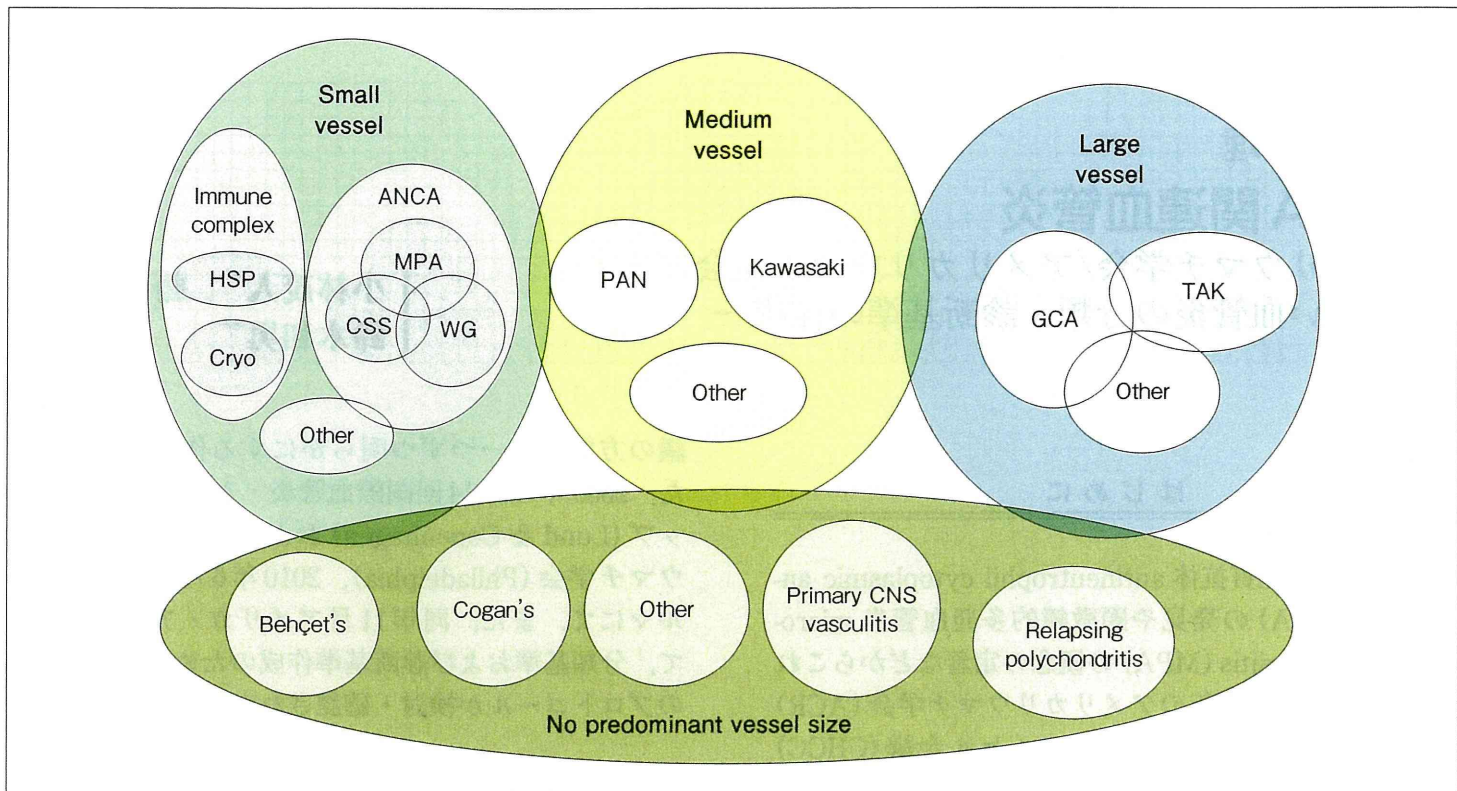 Small
vessel
Immune
complex
HSP
Cryo
ANCA
MPA
CSS
WG
Other
Medium
vessel
PAN
Kawasaki
Other
Large
vessel
GCA
TAK
Other
Behçet's
Cogan's
Other
Primary CNS
vasculitis
Relapsing
polychondritis
No predominant vessel size